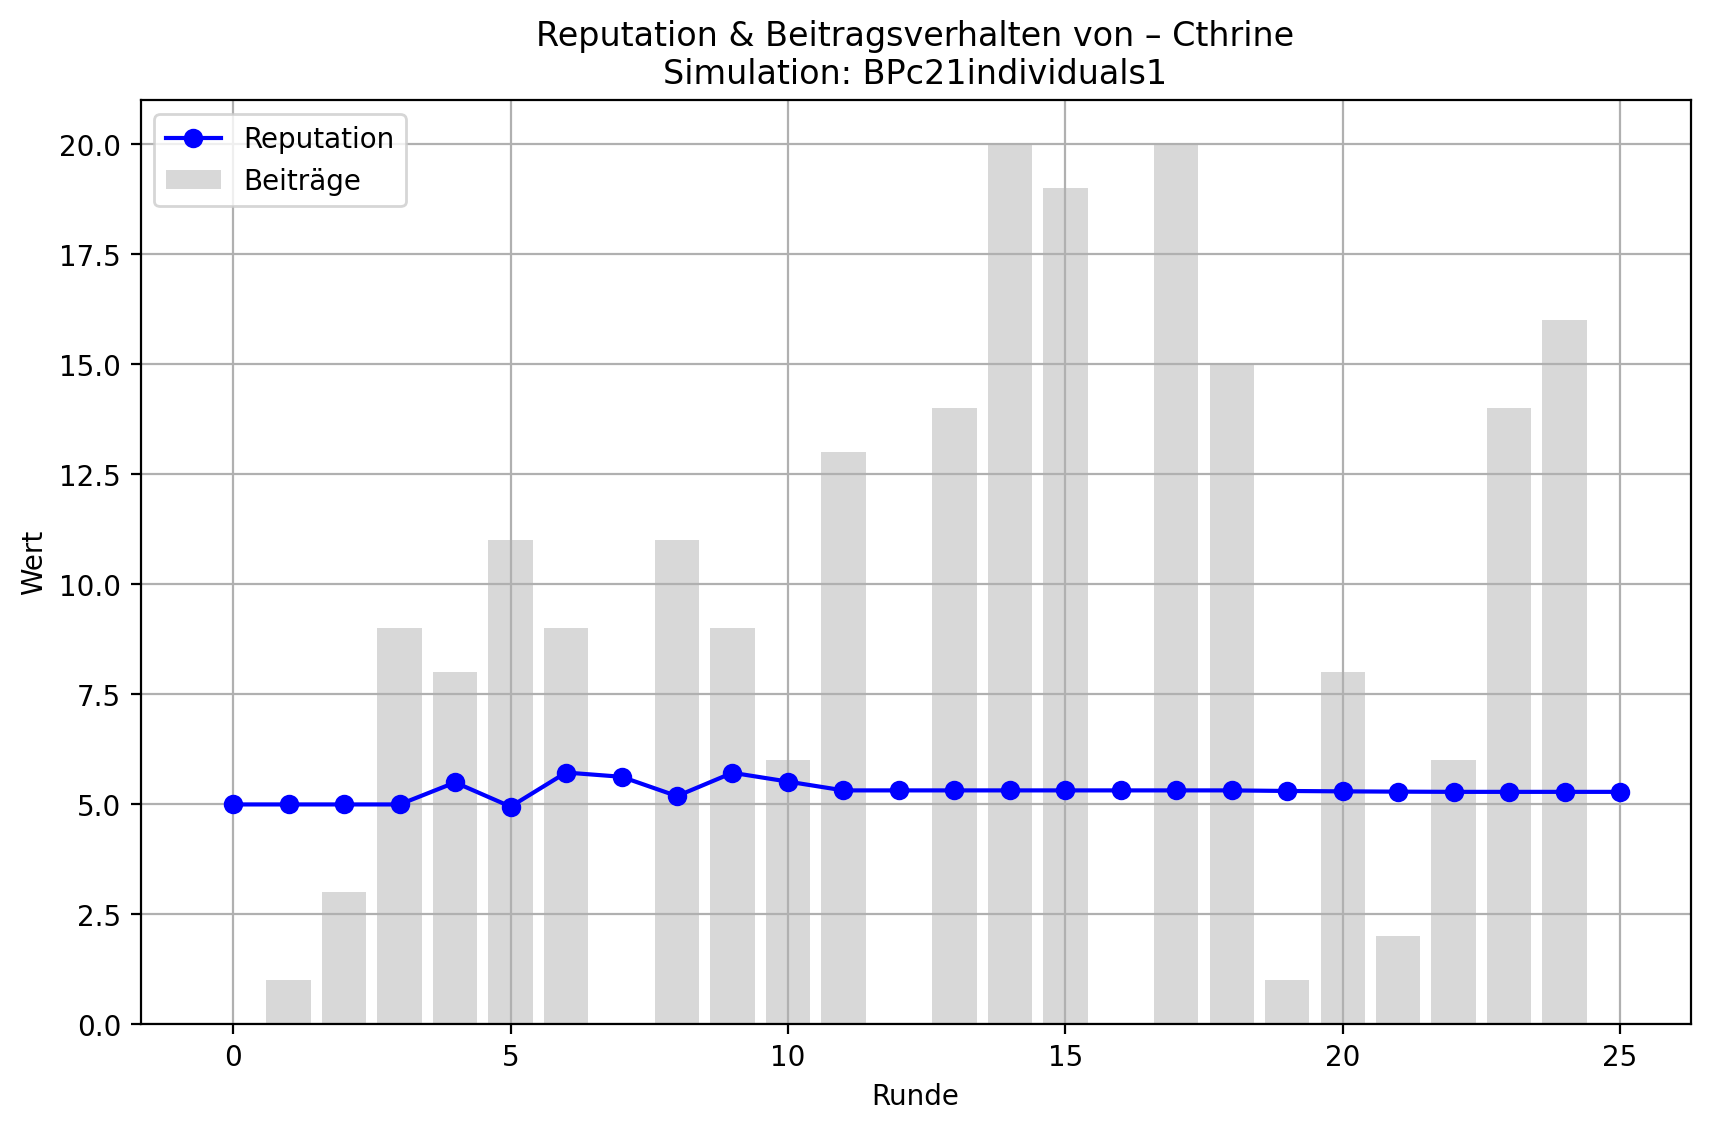 Reputation & Beitragsverhalten von – Cthrine
Simulation: BPc21individuals1
Reputation
Beiträge
20.0
17.5
15.0
12.5
10.0
7.5
5.0
2.5
0.0
Wert
0 5 10 15 20 25
Runde